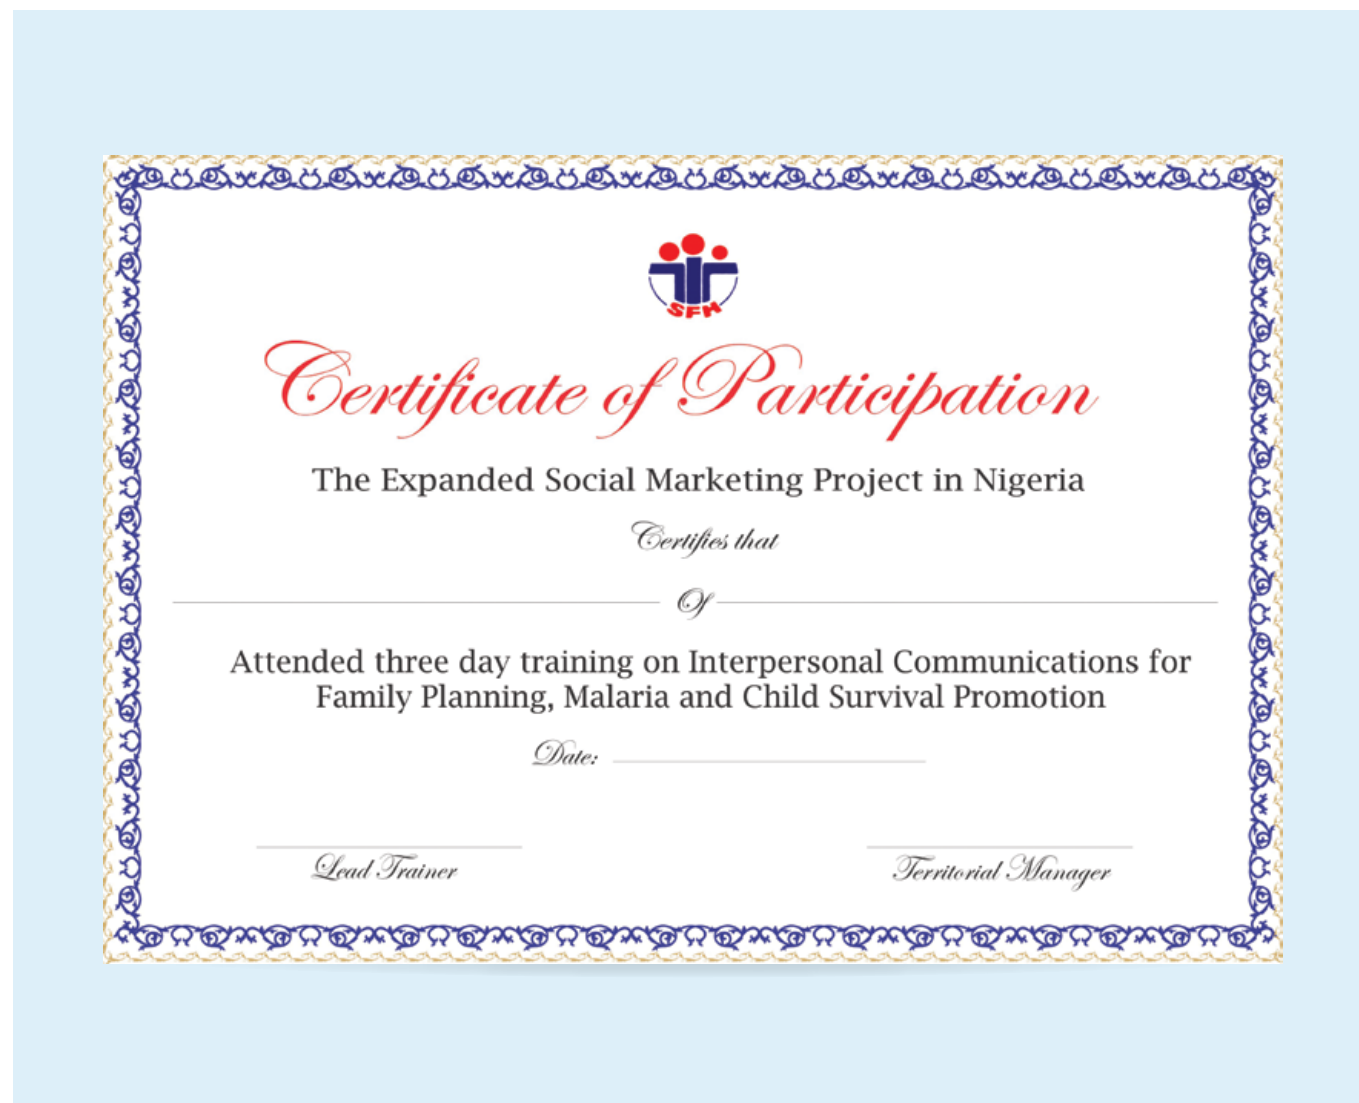 SFH
Certificate of Participation
The Expanded Social Marketing Project in Nigeria
Certifies that
Of
Attended three day training on Interpersonal Communications for
Family Planning, Malaria and Child Survival Promotion
Date:
Lead Trainer Territorial Manager